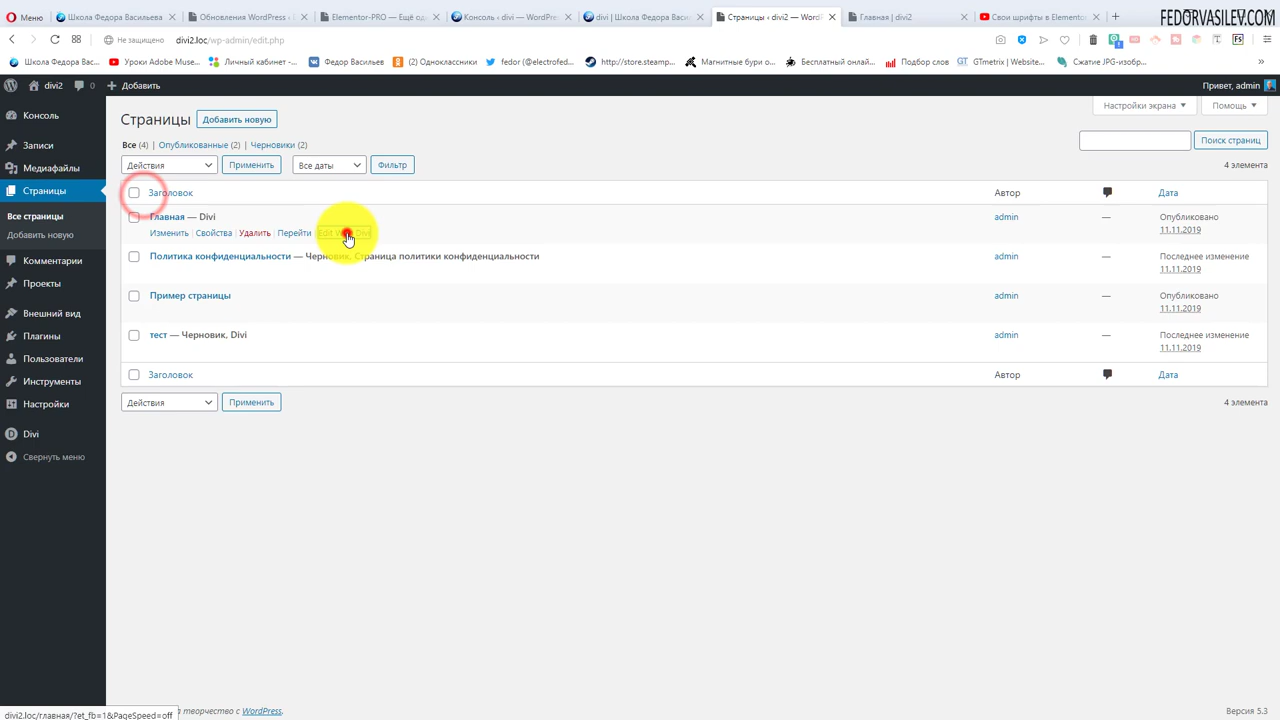 Меню
Школа Федора Васильева
Обновления WordPress ‹
Elementor-PRO — Ещё од
Консоль ‹ divi — WordPre
divi | Школа Федора Васи
Страницы ‹ divi2 — WordP
Главная | divi2
Свои шрифты в Elemento
FEDORVASILEV.COM
Не защищено
divi2.loc/wp-admin/edit.php
Школа Федора Вас...
Уроки Adobe Muse...
Личный кабинет -...
Федор Васильев
(2) Одноклассники
fedor (@electrofed...
http://store.steamp...
Магнитные бури о...
Бесплатный онлай...
Подбор слов
GTmetrix | Website...
Сжатие JPG-изобр...
divi2
0
Добавить
Привет, admin
Консоль
Записи
Медиафайлы
Страницы
Все страницы
Добавить новую
Комментарии
Проекты
Внешний вид
Плагины
Пользователи
Инструменты
Настройки
Divi
Свернуть меню
Страницы
Добавить новую
Настройки экрана
Помощь
Все (4) | Опубликованные (2) | Черновики (2)
Поиск страниц
Действия
Применить
Все даты
Фильтр
4 элемента
Заголовок
Автор
Дата
Главная — Divi
admin
—
Опубликовано
11.11.2019
Изменить | Свойства | Удалить | Перейти | Edit
Политика конфиденциальности — Черновик, Страница политики конфиденциальности
admin
—
Последнее изменение
11.11.2019
Пример страницы
admin
—
Опубликовано
11.11.2019
тест — Черновик, Divi
admin
—
Последнее изменение
11.11.2019
Заголовок
Автор
Дата
Действия
Применить
4 элемента
divi2.loc/главная/?et_fb=1&PageSpeed=off
а творчество с WordPress.
Версия 5.3